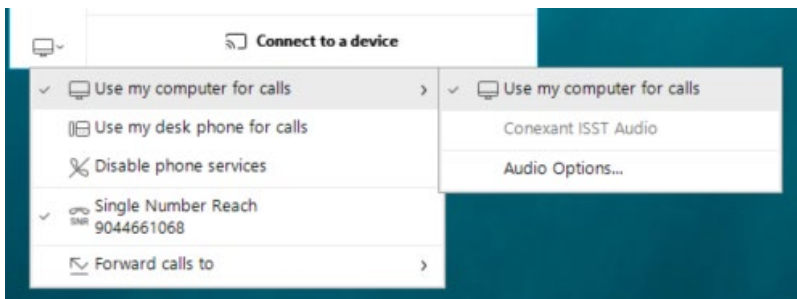 Connect to a device
Use my computer for calls
Use my desk phone for calls
Disable phone services
SNR Single Number Reach
9044661068
Forward calls to
Use my computer for calls
Conexant ISST Audio
Audio Options...